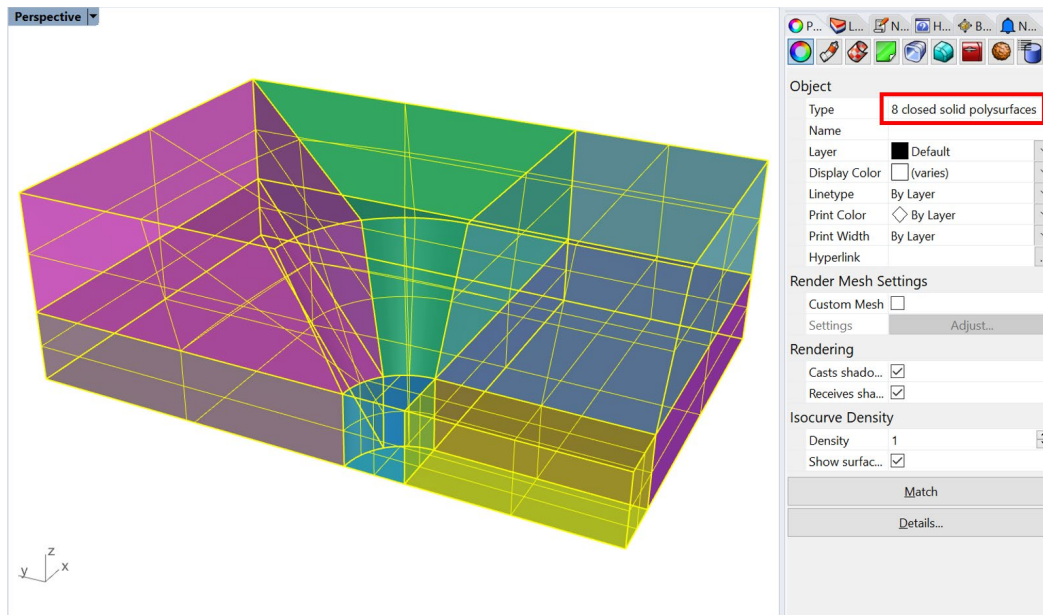 Perspective
P... L... N... H... B... N...
Object
Type 8 closed solid polysurfaces
Name
Layer Default
Display Color (varies)
Linetype By Layer
Print Color By Layer
Print Width By Layer
Hyperlink ...
Render Mesh Settings
Custom Mesh
Settings Adjust...
Rendering
Casts shado...
Receives sha...
Isocurve Density
Density 1
Show surfac...
Match
Details...
z
y x